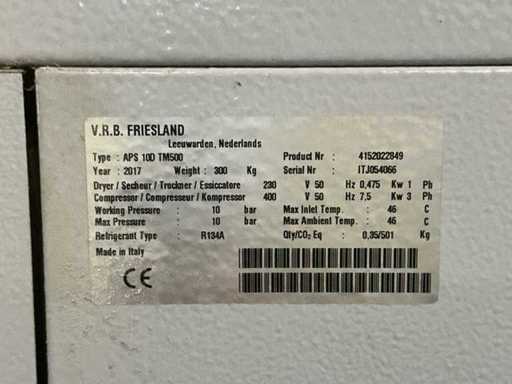 V.R.B. FRIESLAND
Leeuwarden, Nederlands
Type : APS 10D TM500 Product Nr : 4152022849
Year : 2017 Weight : 300 Kg Serial Nr : ITJ054066
Dryer / Secheur / Trockner / Essiccatore 230 V 50 Hz 0,475 Kw 1 Ph
Compressor / Compresseur / Kompressor 400 V 50 Hz 7,5 Kw 3 Ph
Working Pressure : 10 bar Max Inlet Temp. : 46 C
Max Pressure : 10 bar Max Ambient Temp. : 46 C
Refrigerant Type : R134A Qty/CO₂ Eq : 0,35/501 Kg
Made in Italy
CE